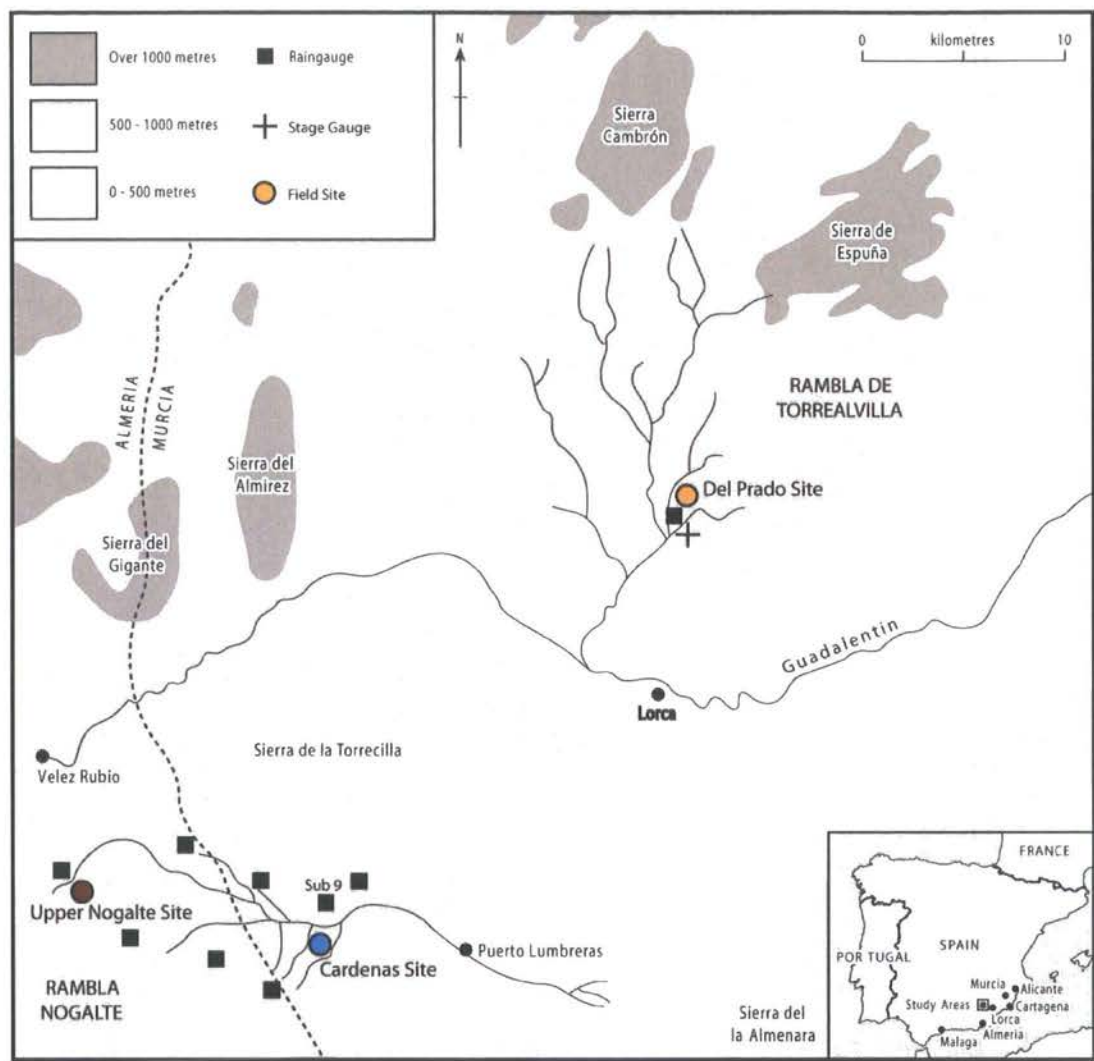 Over 1000 metres
Raingauge
500 - 1000 metres
Stage Gauge
0 - 500 metres
Field Site
N
0 kilometres 10
Sierra
Cambrón
Sierra de
Espuña
ALMERIA
MURCIA
RAMBLA DE
TORREALVILLA
Sierra del
Almirez
Del Prado Site
Sierra del
Gigante
Guadalentin
Lorca
Sierra de la Torrecilla
Velez Rubio
Sub 9
Upper Nogalte Site
Puerto Lumbreras
Cardenas Site
RAMBLA
NOGALTE
Sierra del
la Almenara
FRANCE
SPAIN
PORTUGAL
Murcia
Alicante
Study Areas
Cartagena
Lorca
Almeria
Malaga